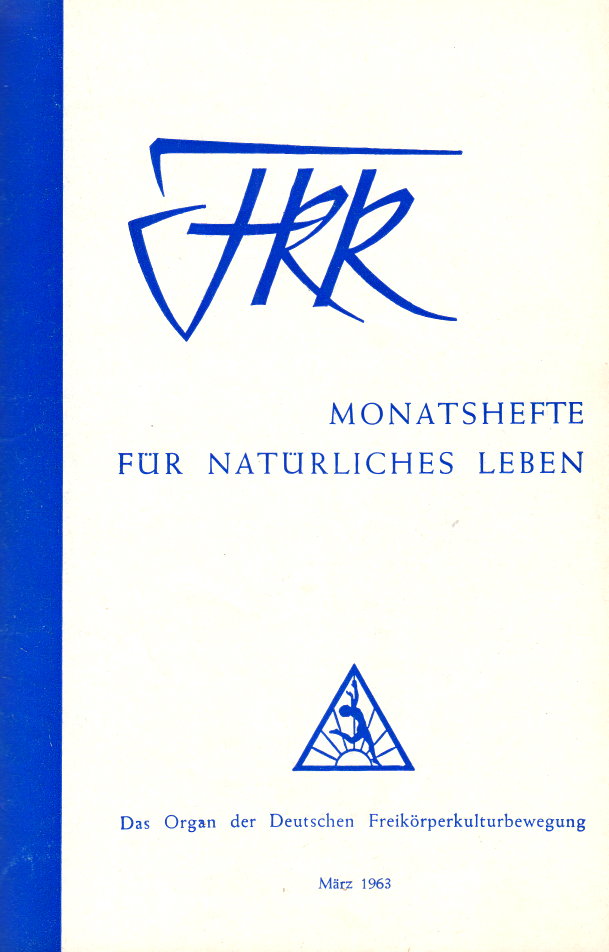 FKK
MONATSHEFTE
FÜR NATÜRLICHES LEBEN
Das Organ der Deutschen Freikörperkulturbewegung
März 1963